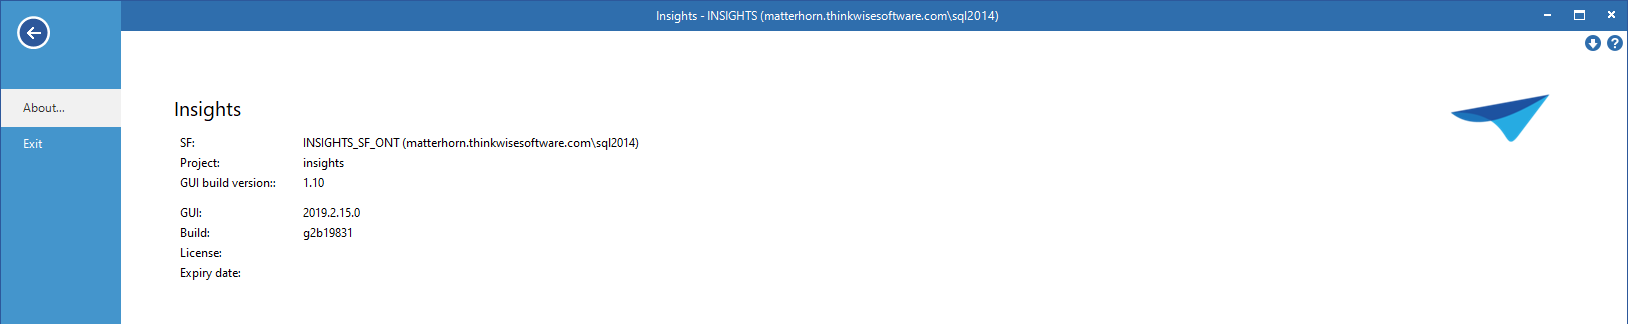 Insights - INSIGHTS (matterhorn.thinkwisesoftware.com\sql2014)
About...
Exit
Insights
SF: INSIGHTS_SF_ONT (matterhorn.thinkwisesoftware.com\sql2014)
Project: insights
GUI build version:: 1.10
GUI: 2019.2.15.0
Build: g2b19831
License:
Expiry date: